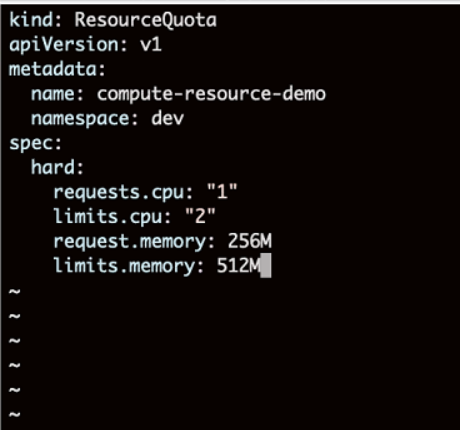 kind: ResourceQuota
apiVersion: v1
metadata:
  name: compute-resource-demo
  namespace: dev
spec:
  hard:
    requests.cpu: "1"
    limits.cpu: "2"
    request.memory: 256M
    limits.memory: 512M
~
~
~
~
~
~